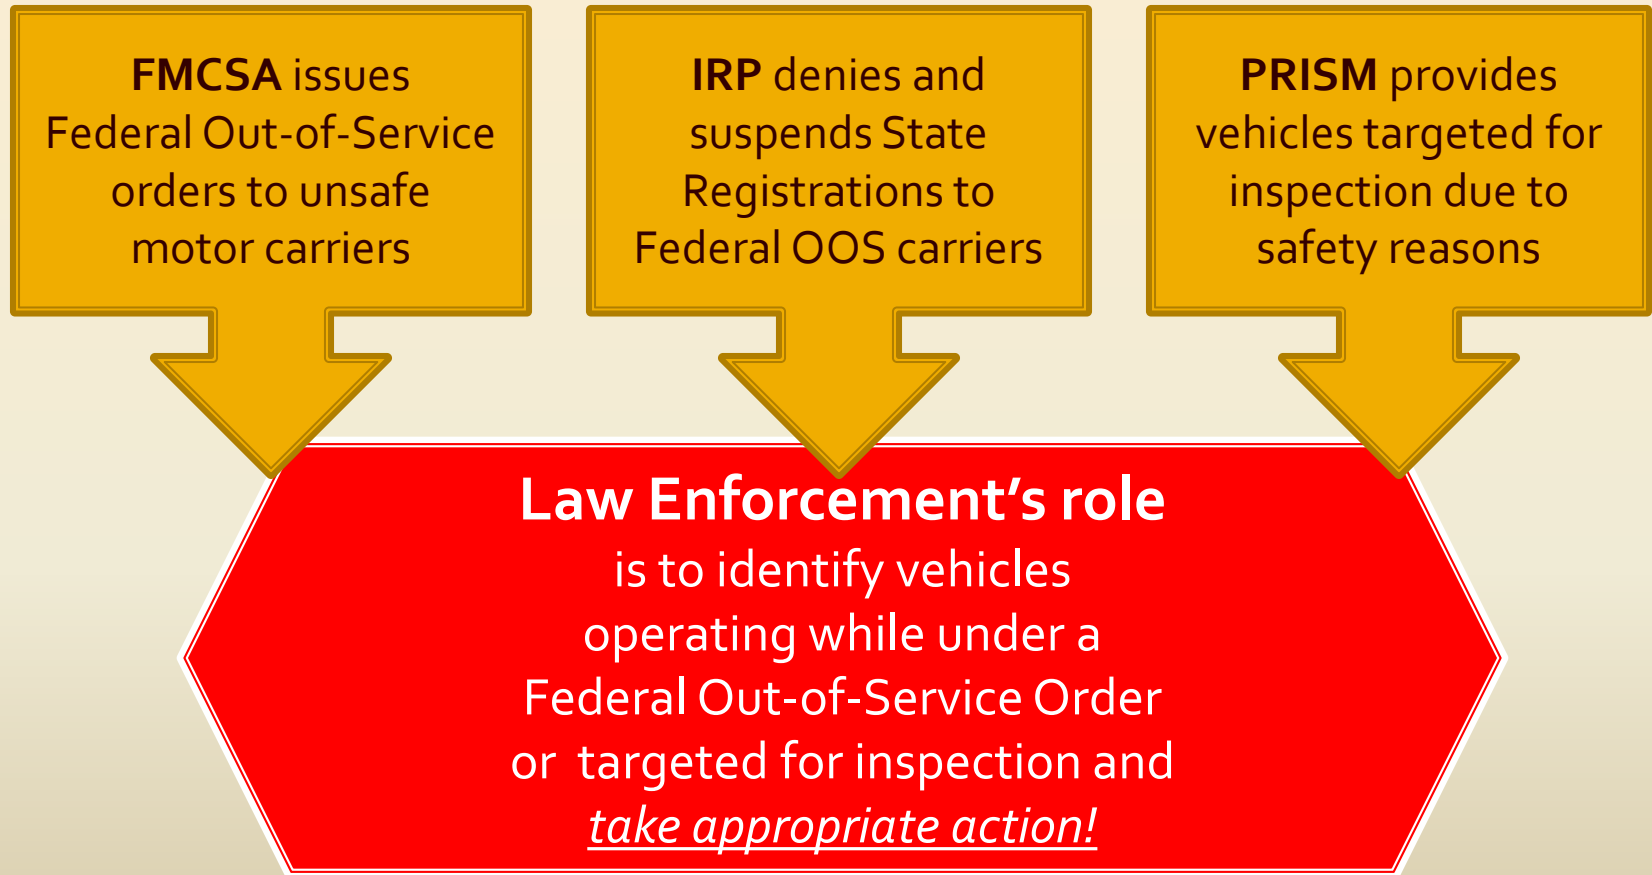 FMCSA issues
Federal Out-of-Service
orders to unsafe
motor carriers
IRP denies and
suspends State
Registrations to
Federal OOS carriers
PRISM provides
vehicles targeted for
inspection due to
safety reasons
Law Enforcement’s role
is to identify vehicles
operating while under a
Federal Out-of-Service Order
or  targeted for inspection and
take appropriate action!